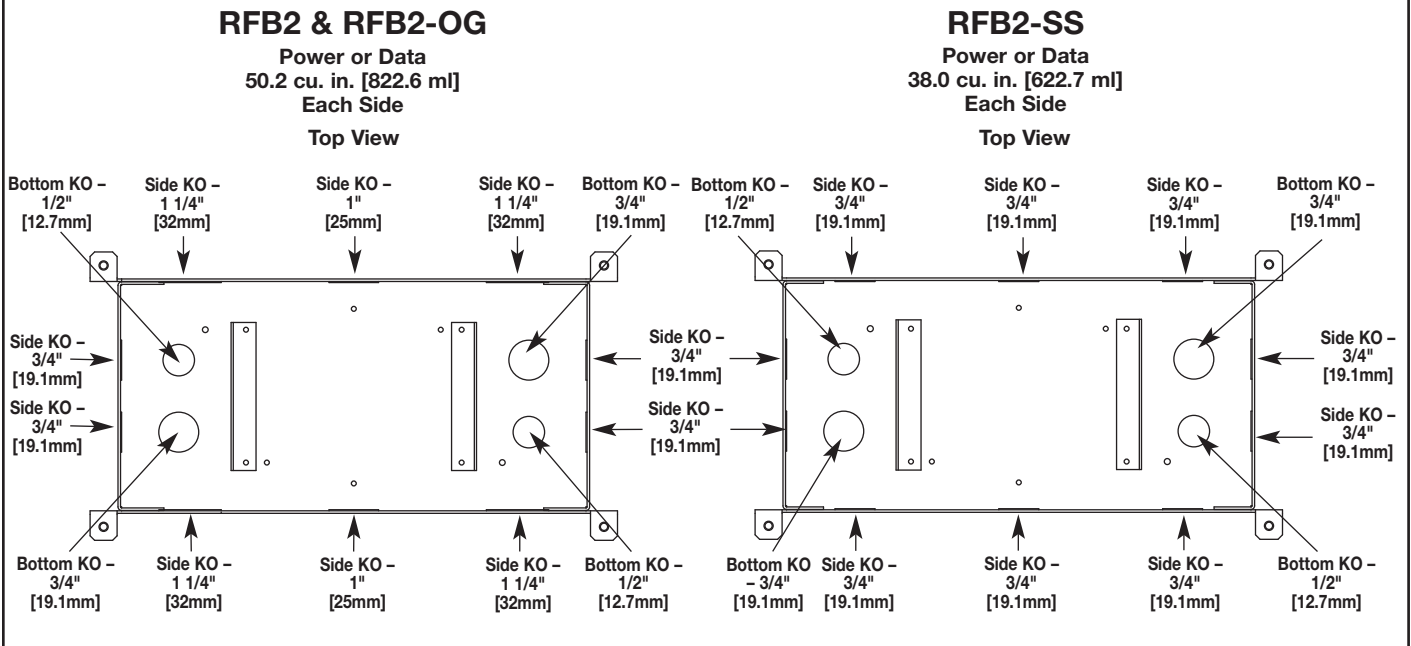 RFB2 & RFB2-OG
Power or Data
50.2 cu. in. [822.6 ml]
Each Side
Top View
Bottom KO –
1/2"
[12.7mm]
Side KO –
1 1/4"
[32mm]
Side KO –
1"
[25mm]
Side KO –
1 1/4"
[32mm]
Bottom KO –
3/4"
[19.1mm]
Side KO –
3/4"
[19.1mm]
Side KO –
3/4"
[19.1mm]
Side KO –
3/4"
[19.1mm]
Side KO –
3/4"
[19.1mm]
Bottom KO –
3/4"
[19.1mm]
Side KO –
1 1/4"
[32mm]
Side KO –
1"
[25mm]
Side KO –
1 1/4"
[32mm]
Bottom KO –
1/2"
[12.7mm]
RFB2-SS
Power or Data
38.0 cu. in. [622.7 ml]
Each Side
Top View
Bottom KO –
1/2"
[12.7mm]
Side KO –
3/4"
[19.1mm]
Side KO –
3/4"
[19.1mm]
Side KO –
3/4"
[19.1mm]
Bottom KO –
3/4"
[19.1mm]
Side KO –
3/4"
[19.1mm]
Side KO –
3/4"
[19.1mm]
Bottom KO
– 3/4"
[19.1mm]
Side KO –
3/4"
[19.1mm]
Side KO –
3/4"
[19.1mm]
Side KO –
3/4"
[19.1mm]
Bottom KO –
1/2"
[12.7mm]